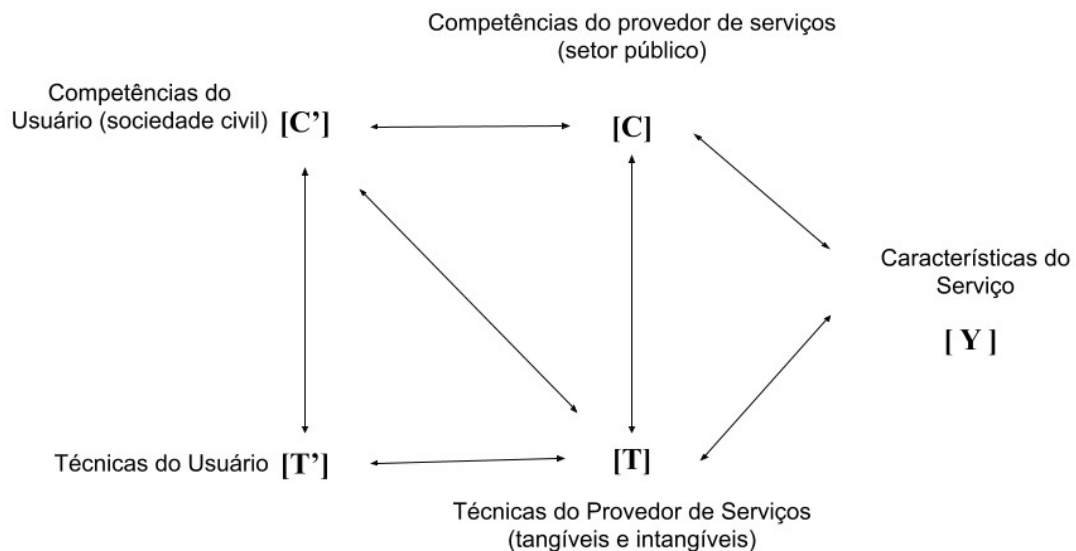 Competências do provedor de serviços
(setor público)
Competências do
Usuário (sociedade civil) [C’]
[C]
Características do
Serviço
[ Y ]
Técnicas do Usuário [T’]
[T]
Técnicas do Provedor de Serviços
(tangíveis e intangíveis)